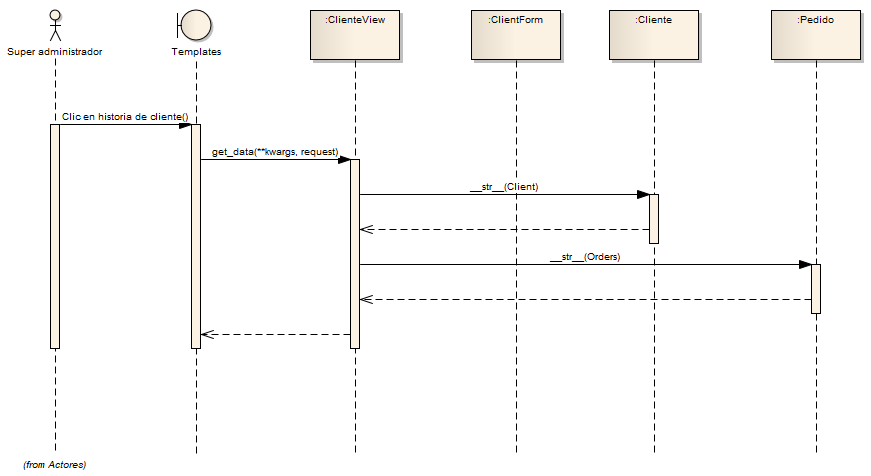 :ClienteView
:ClientForm
:Cliente
:Pedido
Super administrador
Templates
Clic en historia de cliente()
get_data(**kwargs, request)
__str__(Client)
__str__(Orders)
(from Actores)